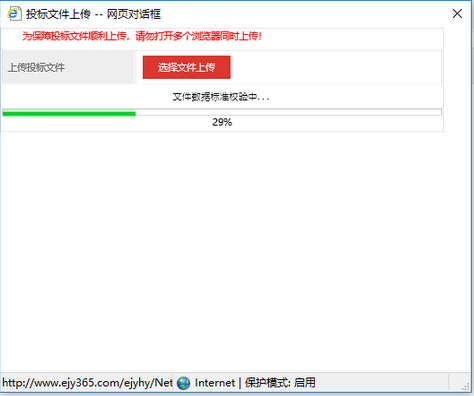 投标文件上传 -- 网页对话框
为保障投标文件顺利上传，请勿打开多个浏览器同时上传！
上传投标文件
选择文件上传
文件数据标准校验中...
29%
http://www.ejy365.com/ejyhy/Net
Internet | 保护模式: 启用